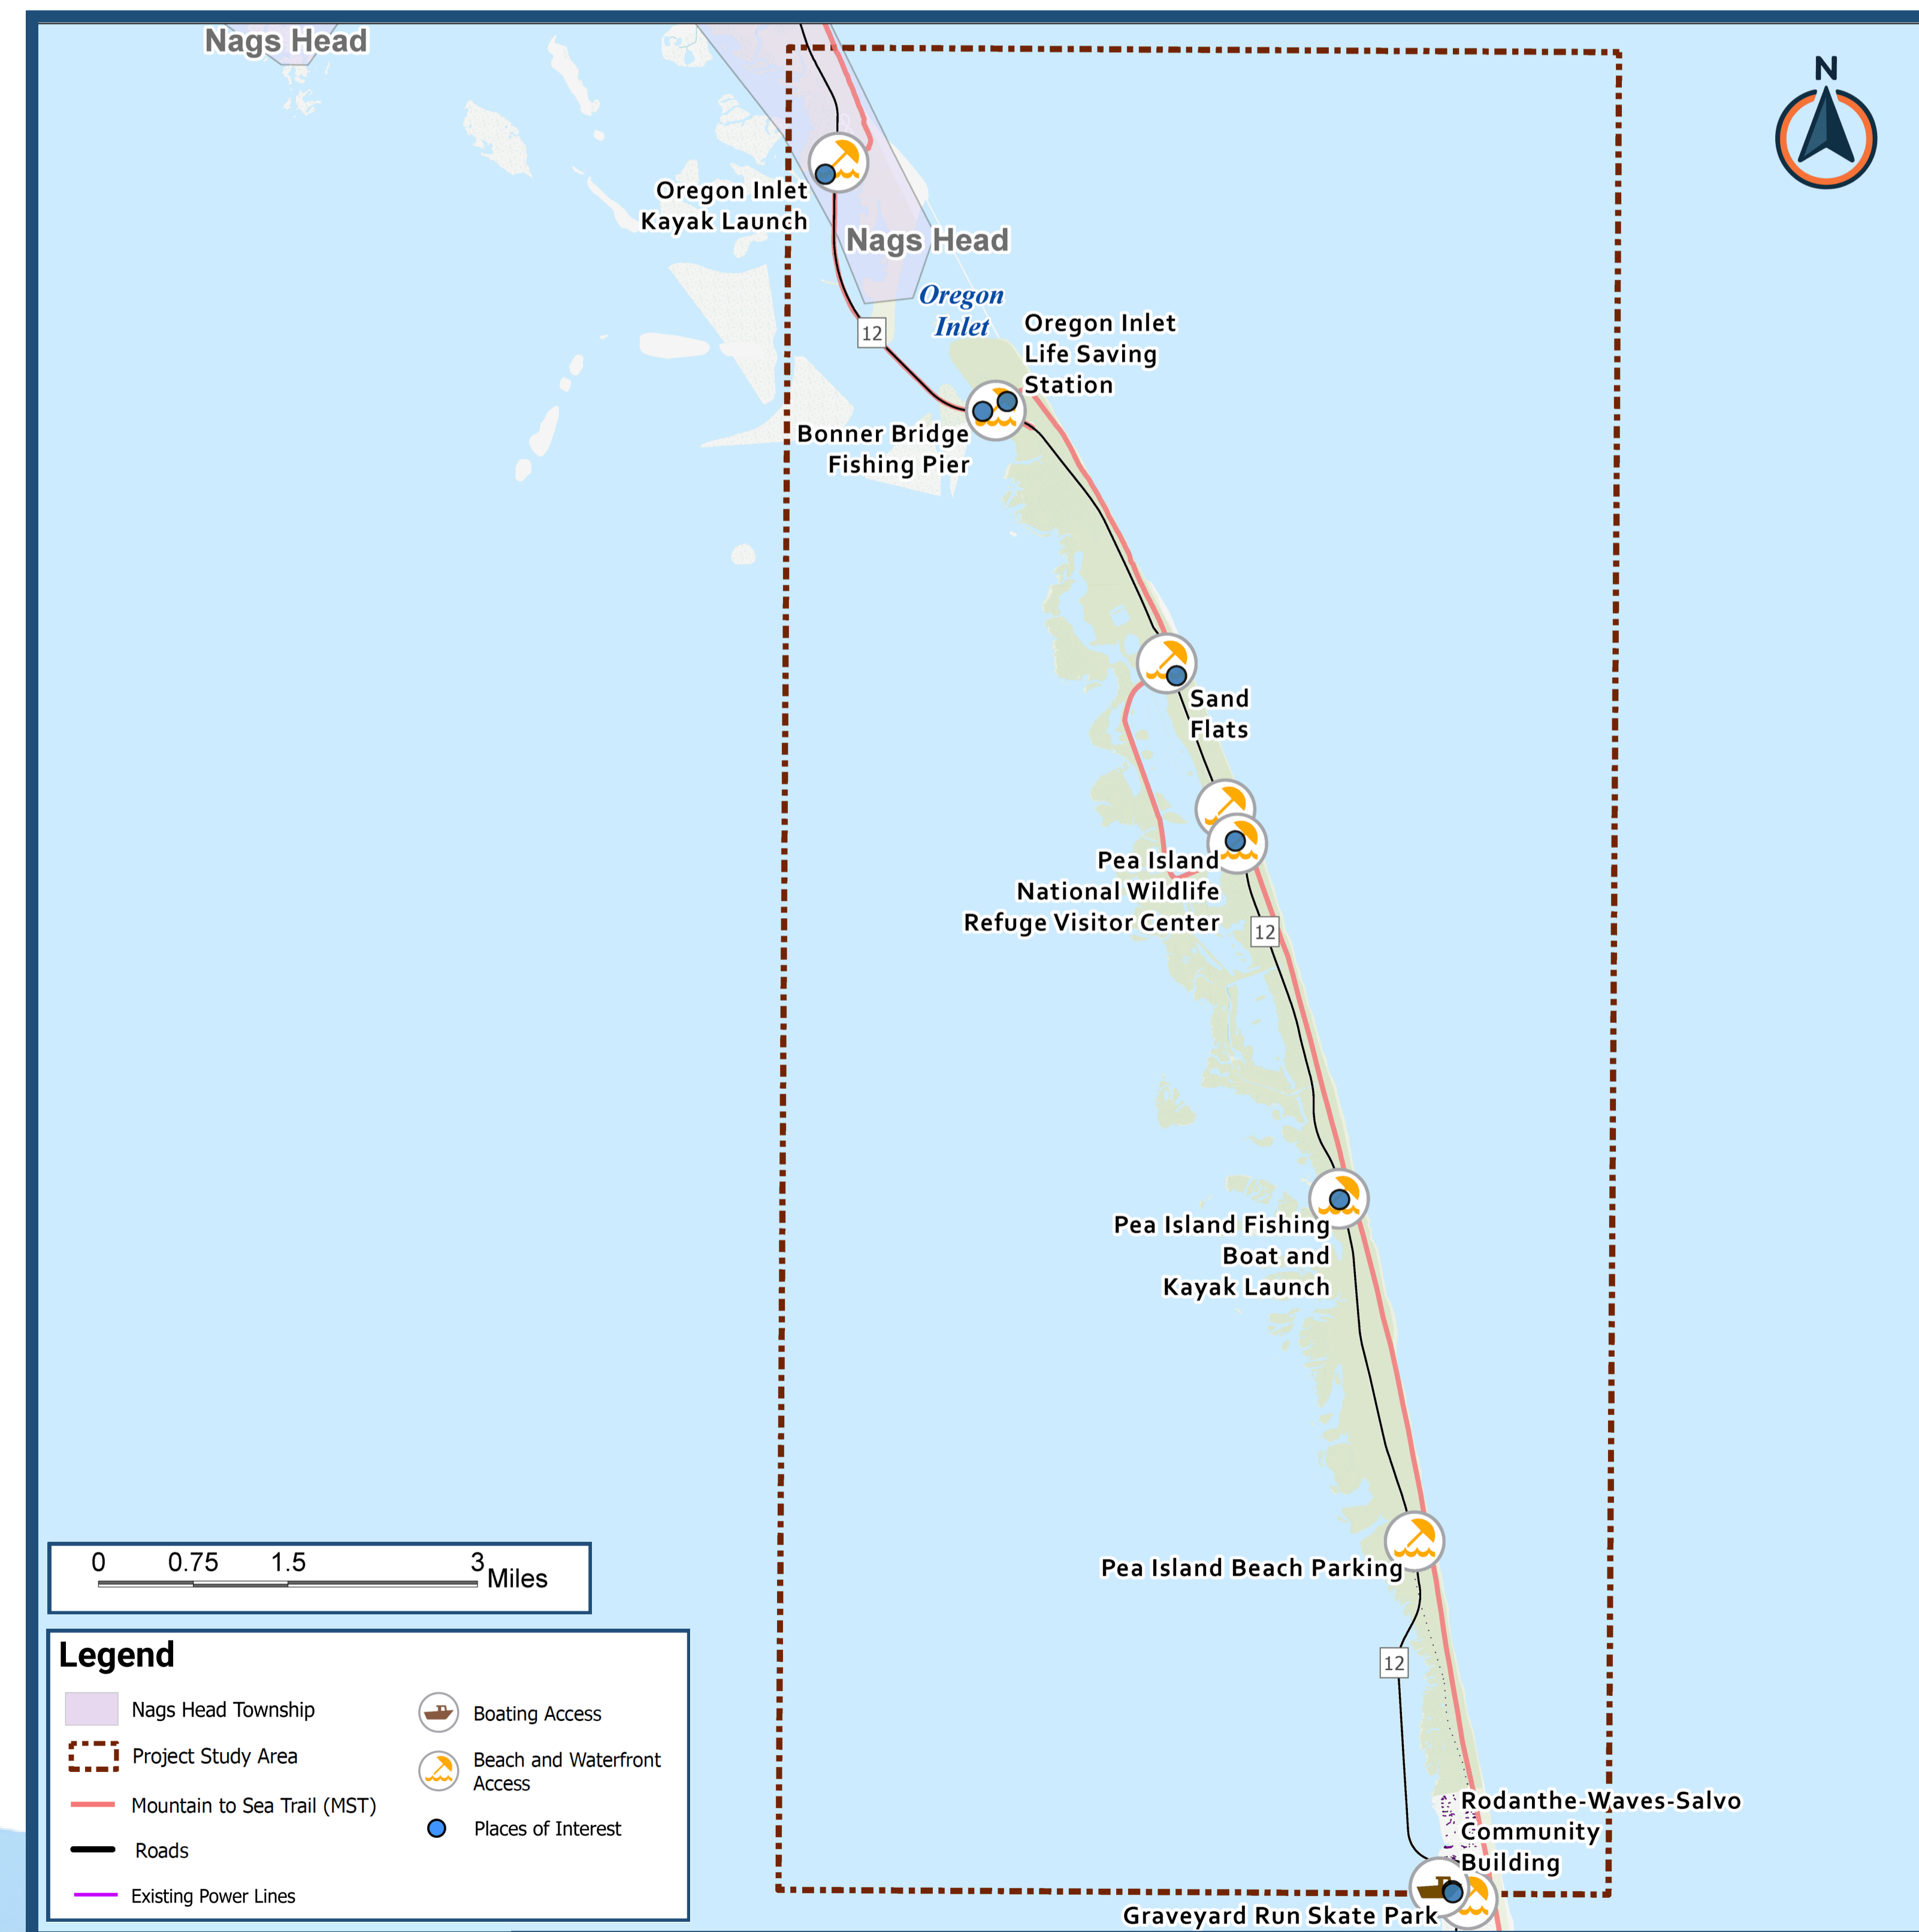 Nags Head
N
Oregon Inlet
Kayak Launch
Nags Head
Oregon
Inlet
12
Oregon Inlet
Life Saving
Station
Bonner Bridge
Fishing Pier
Sand
Flats
Pea Island
National Wildlife
Refuge Visitor Center
12
Pea Island Fishing
Boat and
Kayak Launch
Pea Island Beach Parking
12
Rodanthe-Waves-Salvo
Community
Building
Graveyard Run Skate Park
0 0.75 1.5 3
Miles
Legend
Nags Head Township
Project Study Area
Mountain to Sea Trail (MST)
Roads
Existing Power Lines
Boating Access
Beach and Waterfront
Access
Places of Interest